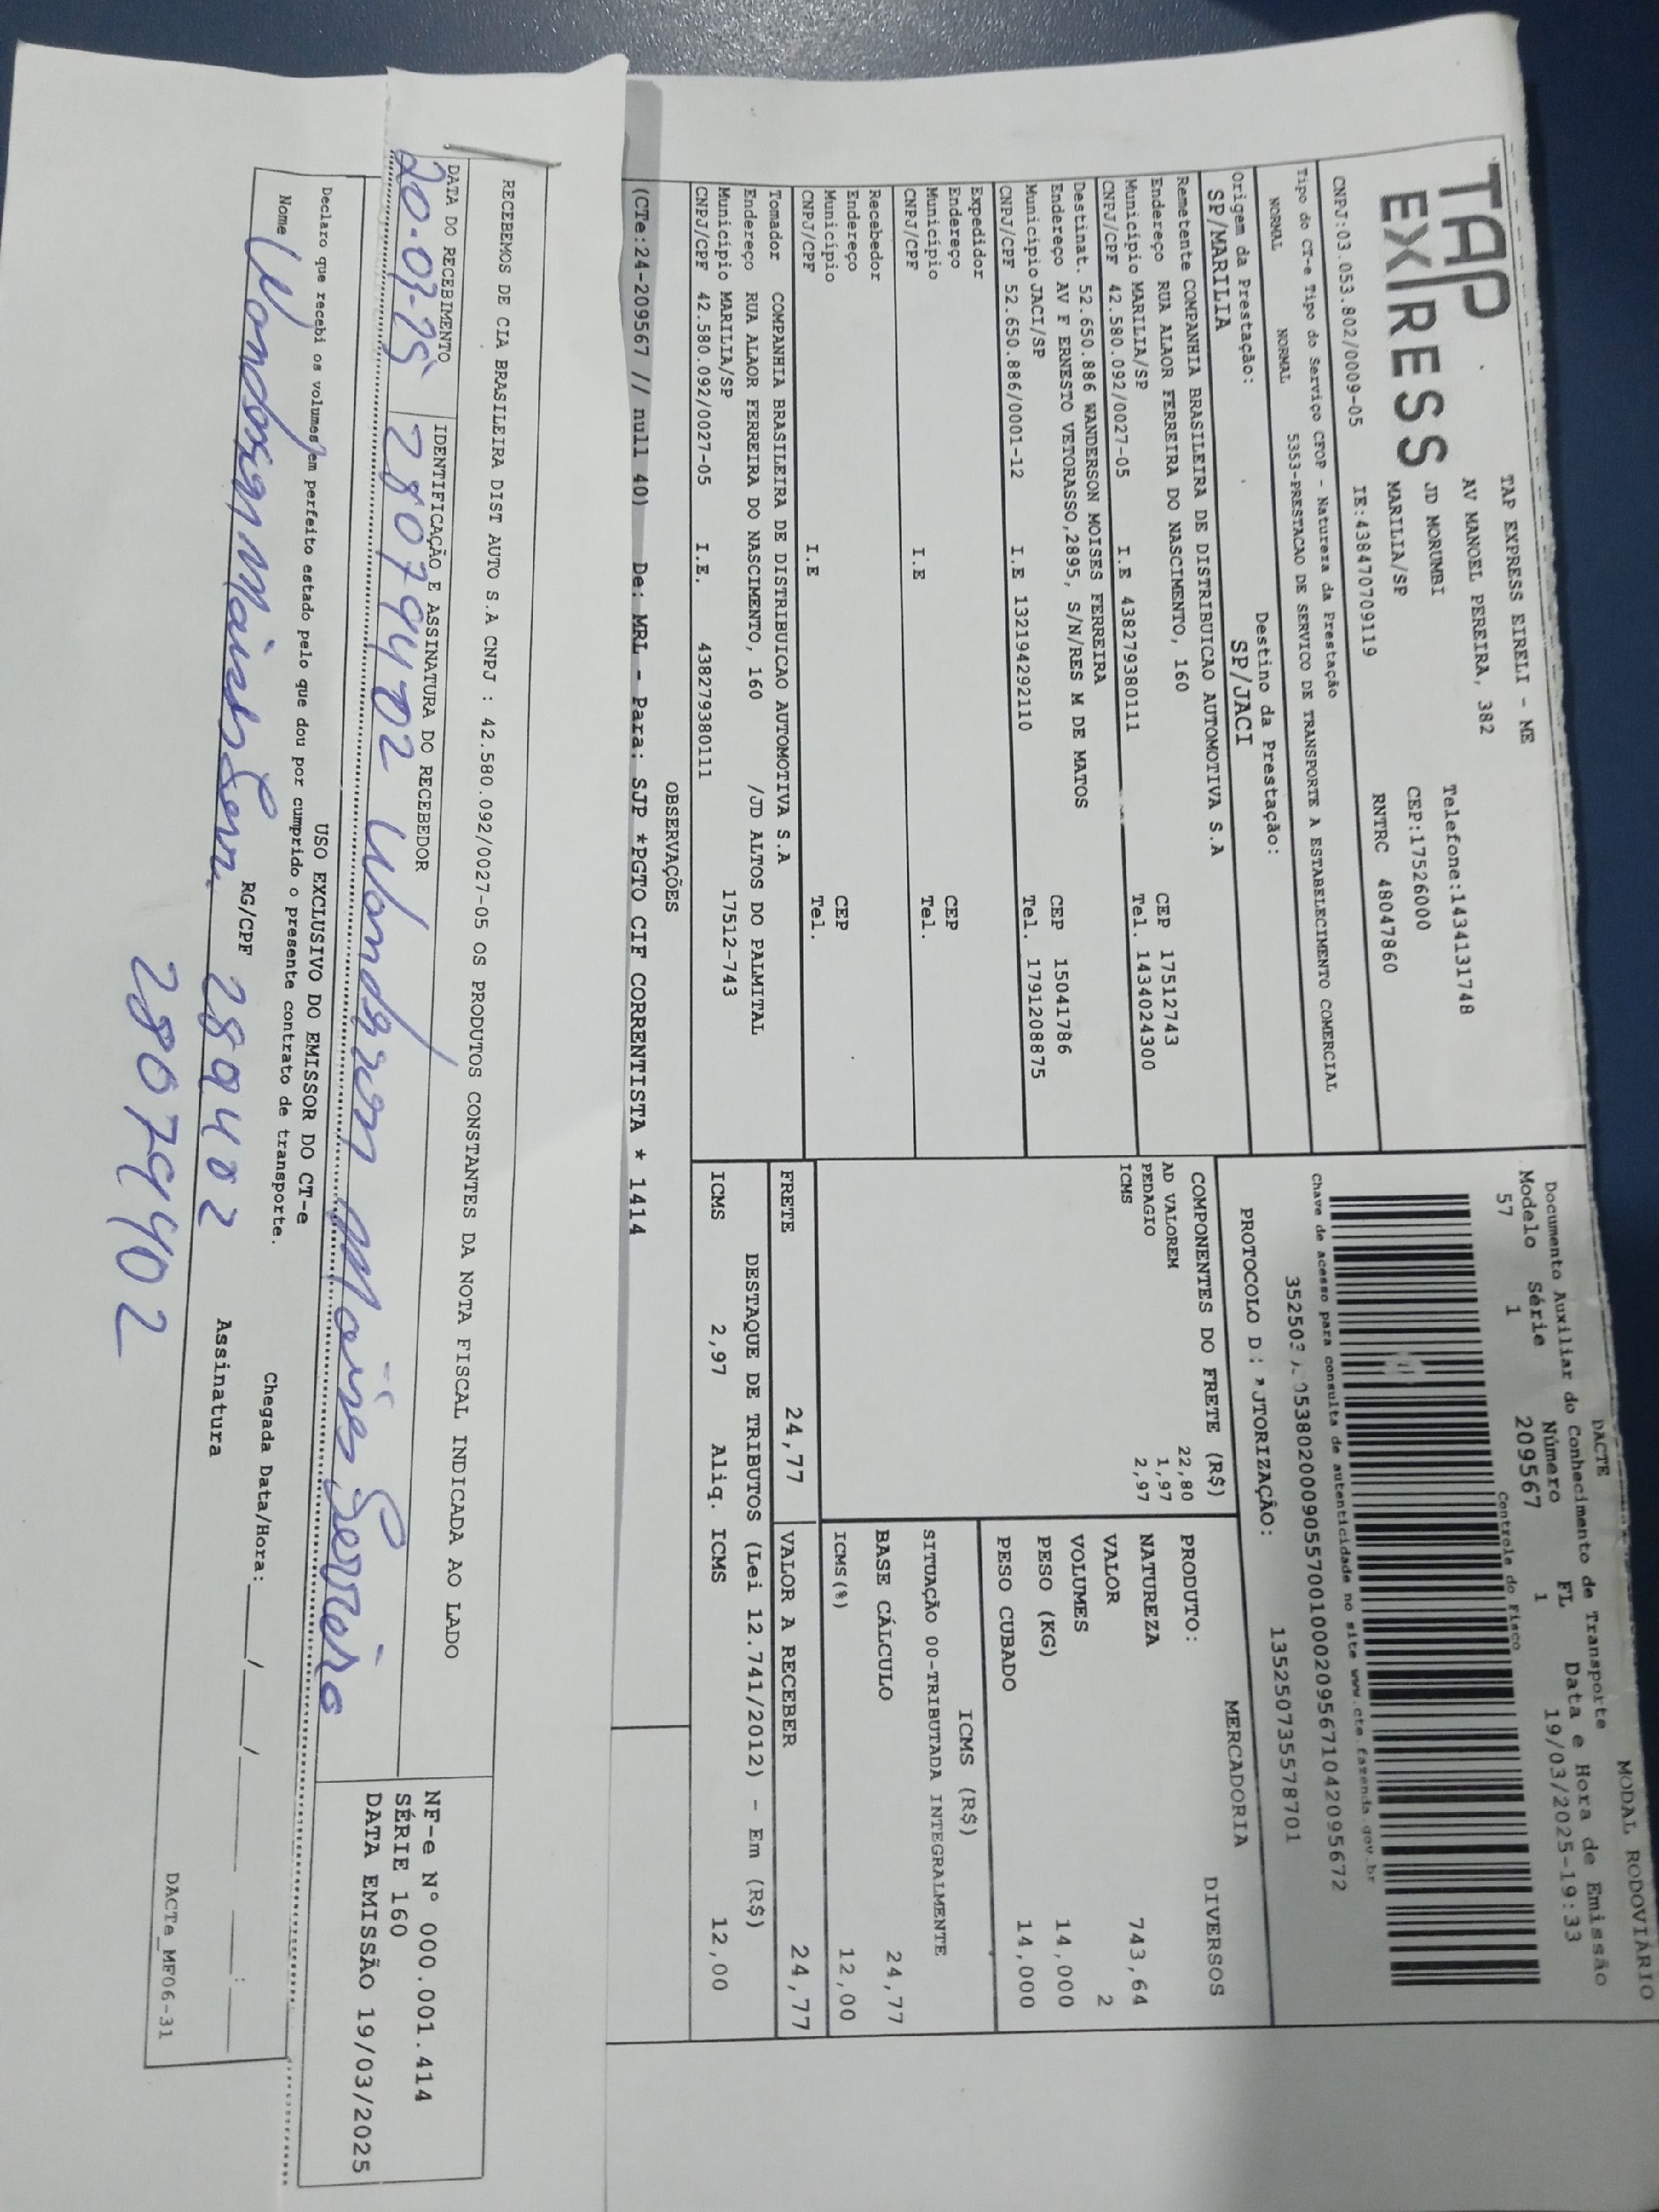 TAP EXPRESS
TAP EXPRESS EIRELI - ME
AV MANOEL PEREIRA, 382
JD MORUMBI
MARILIA/SP
Telefone:1434131748
CEP:17526000
RNTRC 48047860
CNPJ:03.053.802/0009-05 IE:438470709119
Tipo do CT-e Tipo do Serviço CFOP - Natureza da Prestação
NORMAL NORMAL 5353-PRESTACAO DE SERVICO DE TRANSPORTE A ESTABELECIMENTO COMERCIAL
Origem da Prestação: Destino da Prestação:
SP/MARILIA SP/JACI
Remetente COMPANHIA BRASILEIRA DE DISTRIBUICAO AUTOMOTIVA S.A
Endereço RUA ALAOR FERREIRA DO NASCIMENTO, 160 CEP 17512743
Município MARILIA/SP Tel. 1434024300
CNPJ/CPF 42.580.092/0027-05 I.E 438279380111
Destinat. 52.650.886 WANDERSON MOISES FERREIRA
Endereço AV F ERNESTO VETORASSO,2895, S/N/RES M DE MATOS CEP 15041786
Município JACI/SP Tel. 1791208875
CNPJ/CPF 52.650.886/0001-12 I.E 132194292110
Expedidor
Endereço CEP
Município Tel.
CNPJ/CPF I.E
Recebedor
Endereço CEP
Município Tel.
CNPJ/CPF I.E
Tomador COMPANHIA BRASILEIRA DE DISTRIBUICAO AUTOMOTIVA S.A
Endereço RUA ALAOR FERREIRA DO NASCIMENTO, 160 /JD ALTOS DO PALMITAL
Município MARILIA/SP 17512-743
CNPJ/CPF 42.580.092/0027-05 I.E. 438279380111
MODAL RODOVIÁRIO
DACTE
Documento Auxiliar do Conhecimento de Transporte
Modelo Série Número FL Data e Hora de Emissão
57 1 209567 1 19/03/2025-19:33
Controle do Fisco
Chave de acesso para consulta de autenticidade no site www.cte.fazenda.gov.br
053802000905570010002095671042095672
135250735578701
COMPONENTES DO FRETE (R$)
22,80
AD VALOREM 1,97
PEDAGIO 2,97
ICMS
MERCADORIA
PRODUTO: DIVERSOS
NATUREZA
VALOR 743,64
VOLUMES 2
PESO (KG) 14,000
PESO CUBADO 14,000
ICMS (R$)
SITUAÇÃO 00-TRIBUTADA INTEGRALMENTE
BASE CÁLCULO 24,77
ICMS(%) 12,00
FRETE 24,77 VALOR A RECEBER 24,77
DESTAQUE DE TRIBUTOS (Lei 12.741/2012) - Em (R$)
ICMS 2,97 Aliq. ICMS 12,00
OBSERVAÇÕES
(CTe:24-209567 // null 40) De: MRL - Para: SJP *PGTO CIF CORRENTISTA * 1414
RECEBEMOS DE CIA BRASILEIRA DIST AUTO S.A CNPJ : 42.580.092/0027-05 OS PRODUTOS CONSTANTES DA NOTA FISCAL INDICADA AO LADO
DATA DO RECEBIMENTO IDENTIFICAÇÃO E ASSINATURA DO RECEBEDOR
20.03.25 280794402 Wanderson Moises Ferreira
NF-e Nº 000.001.414
SÉRIE 160
DATA EMISSÃO 19/03/2025
USO EXCLUSIVO DO EMISSOR DO CT-e
Declaro que recebi os volumes em perfeito estado pelo que dou por cumprido o presente contrato de transporte.
Chegada Data/Hora: / / :
Nome Wanderson Moises Ferr. RG/CPF 2809402 Assinatura
280794402
DACTe_MF06-31